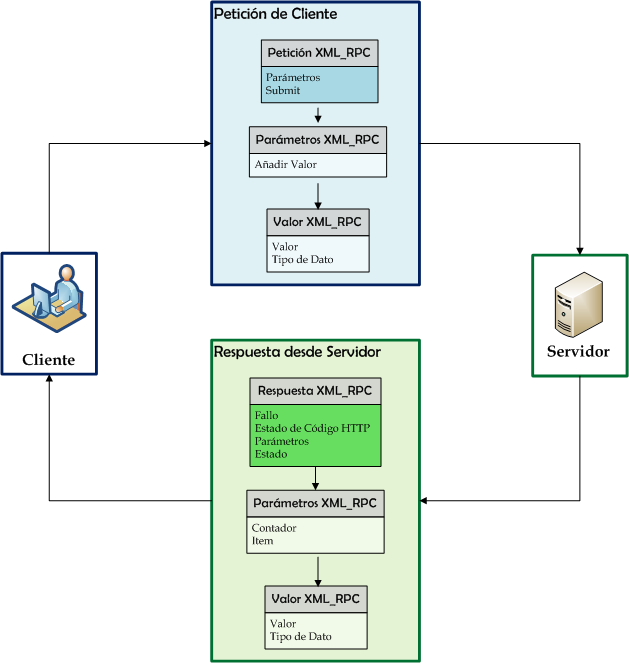 Petición de Cliente
Petición XML_RPC
Parámetros
Submit
Parámetros XML_RPC
Añadir Valor
Valor XML_RPC
Valor
Tipo de Dato
Cliente
Servidor
Respuesta desde Servidor
Respuesta XML_RPC
Fallo
Estado de Código HTTP
Parámetros
Estado
Parámetros XML_RPC
Contador
Item
Valor XML_RPC
Valor
Tipo de Dato